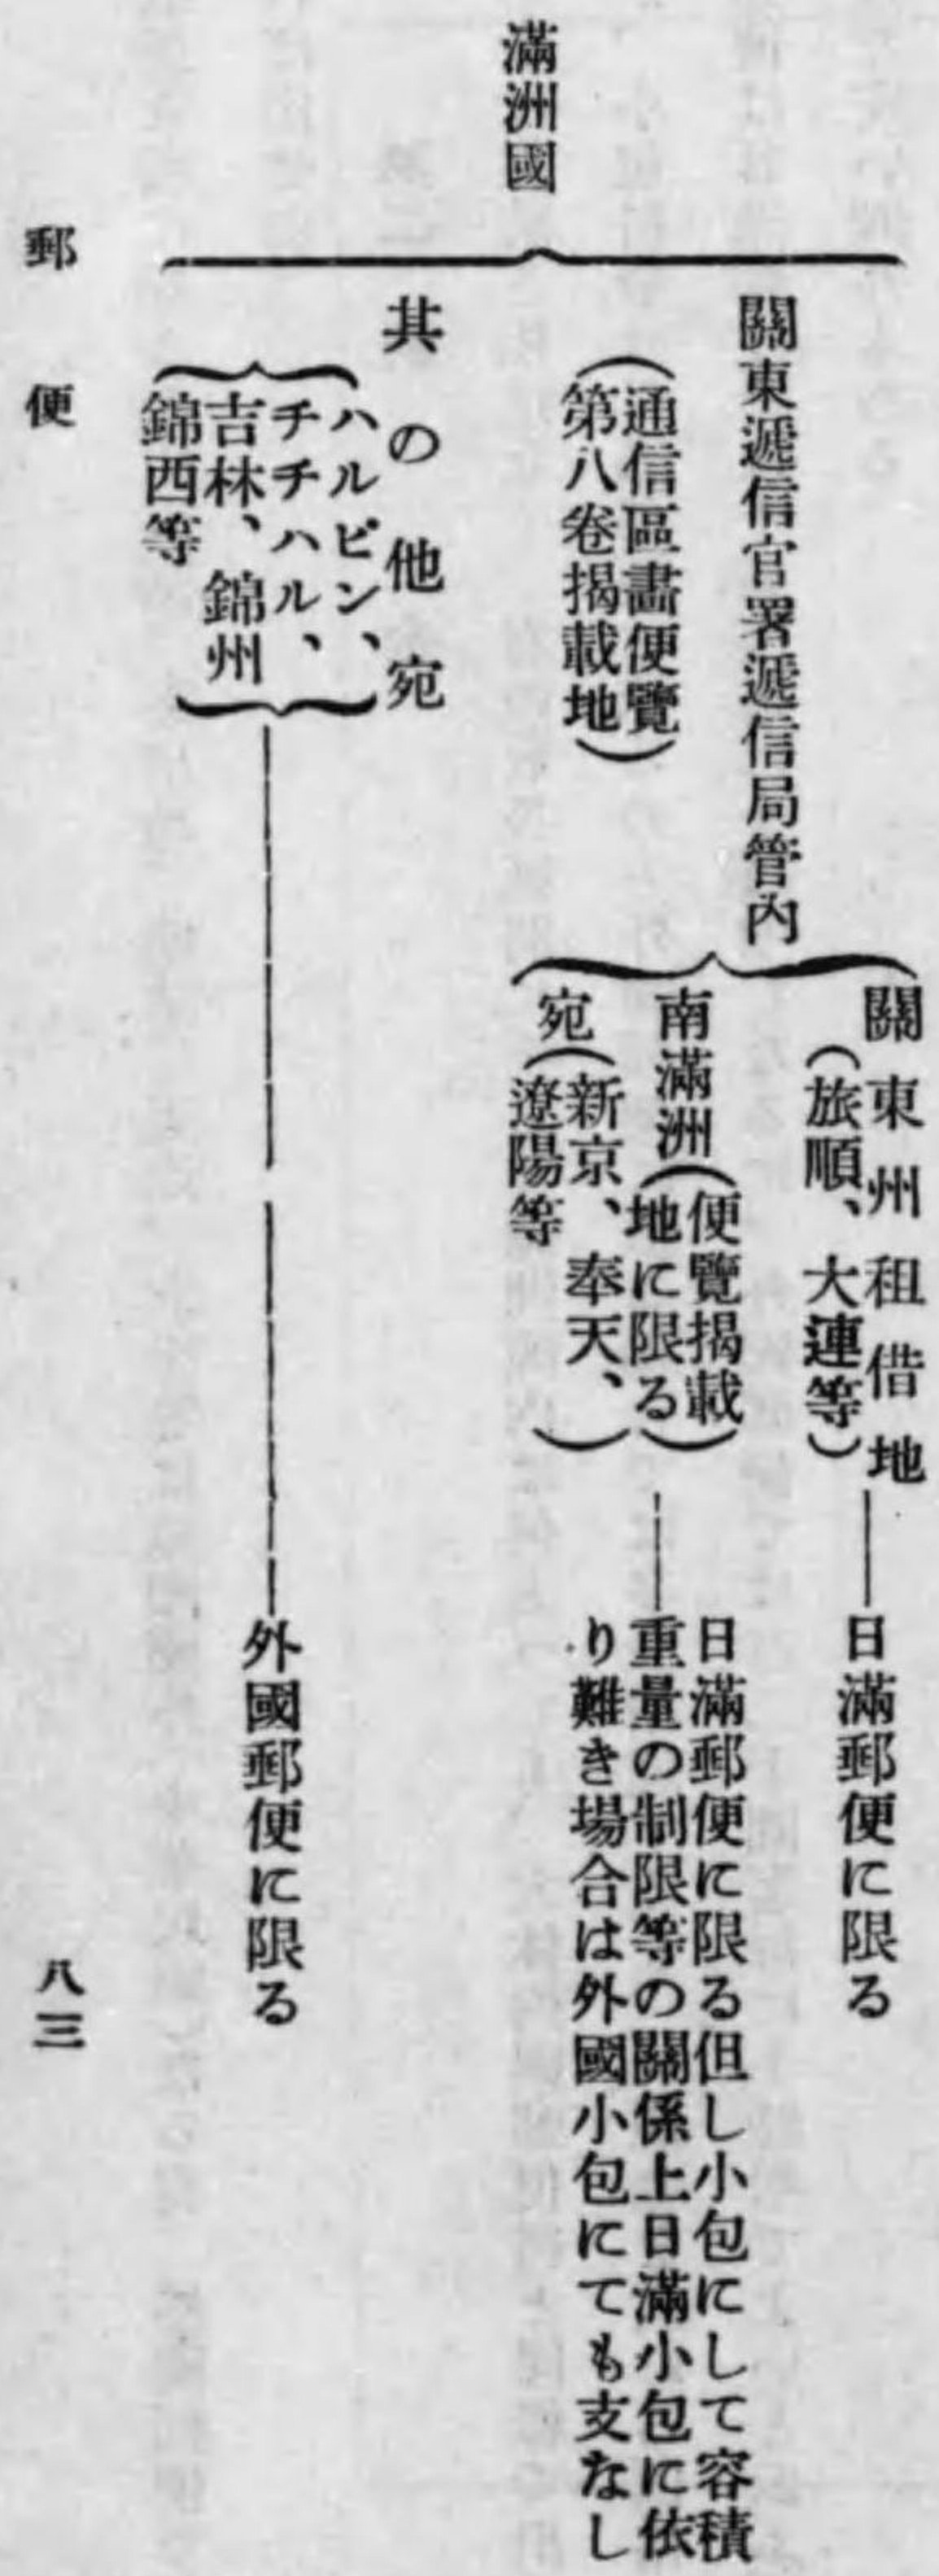 滿洲國
關東遞信官署遞信局管內
(通信區畫便覽
第八卷揭載地)
關東州租借地
(旅順、大連等)
日滿郵便に限る
南滿洲(便覽揭載
地に限る)
宛(新京、奉天、
遼陽等)
日滿郵便に限る但し小包にして容積
重量の制限等の關係上日滿小包に依
り難き場合は外國小包にても支なし
其の他宛
(ハルビン、
チチハル、
吉林、錦州
錦西等)
外國郵便に限る
郵便
八三